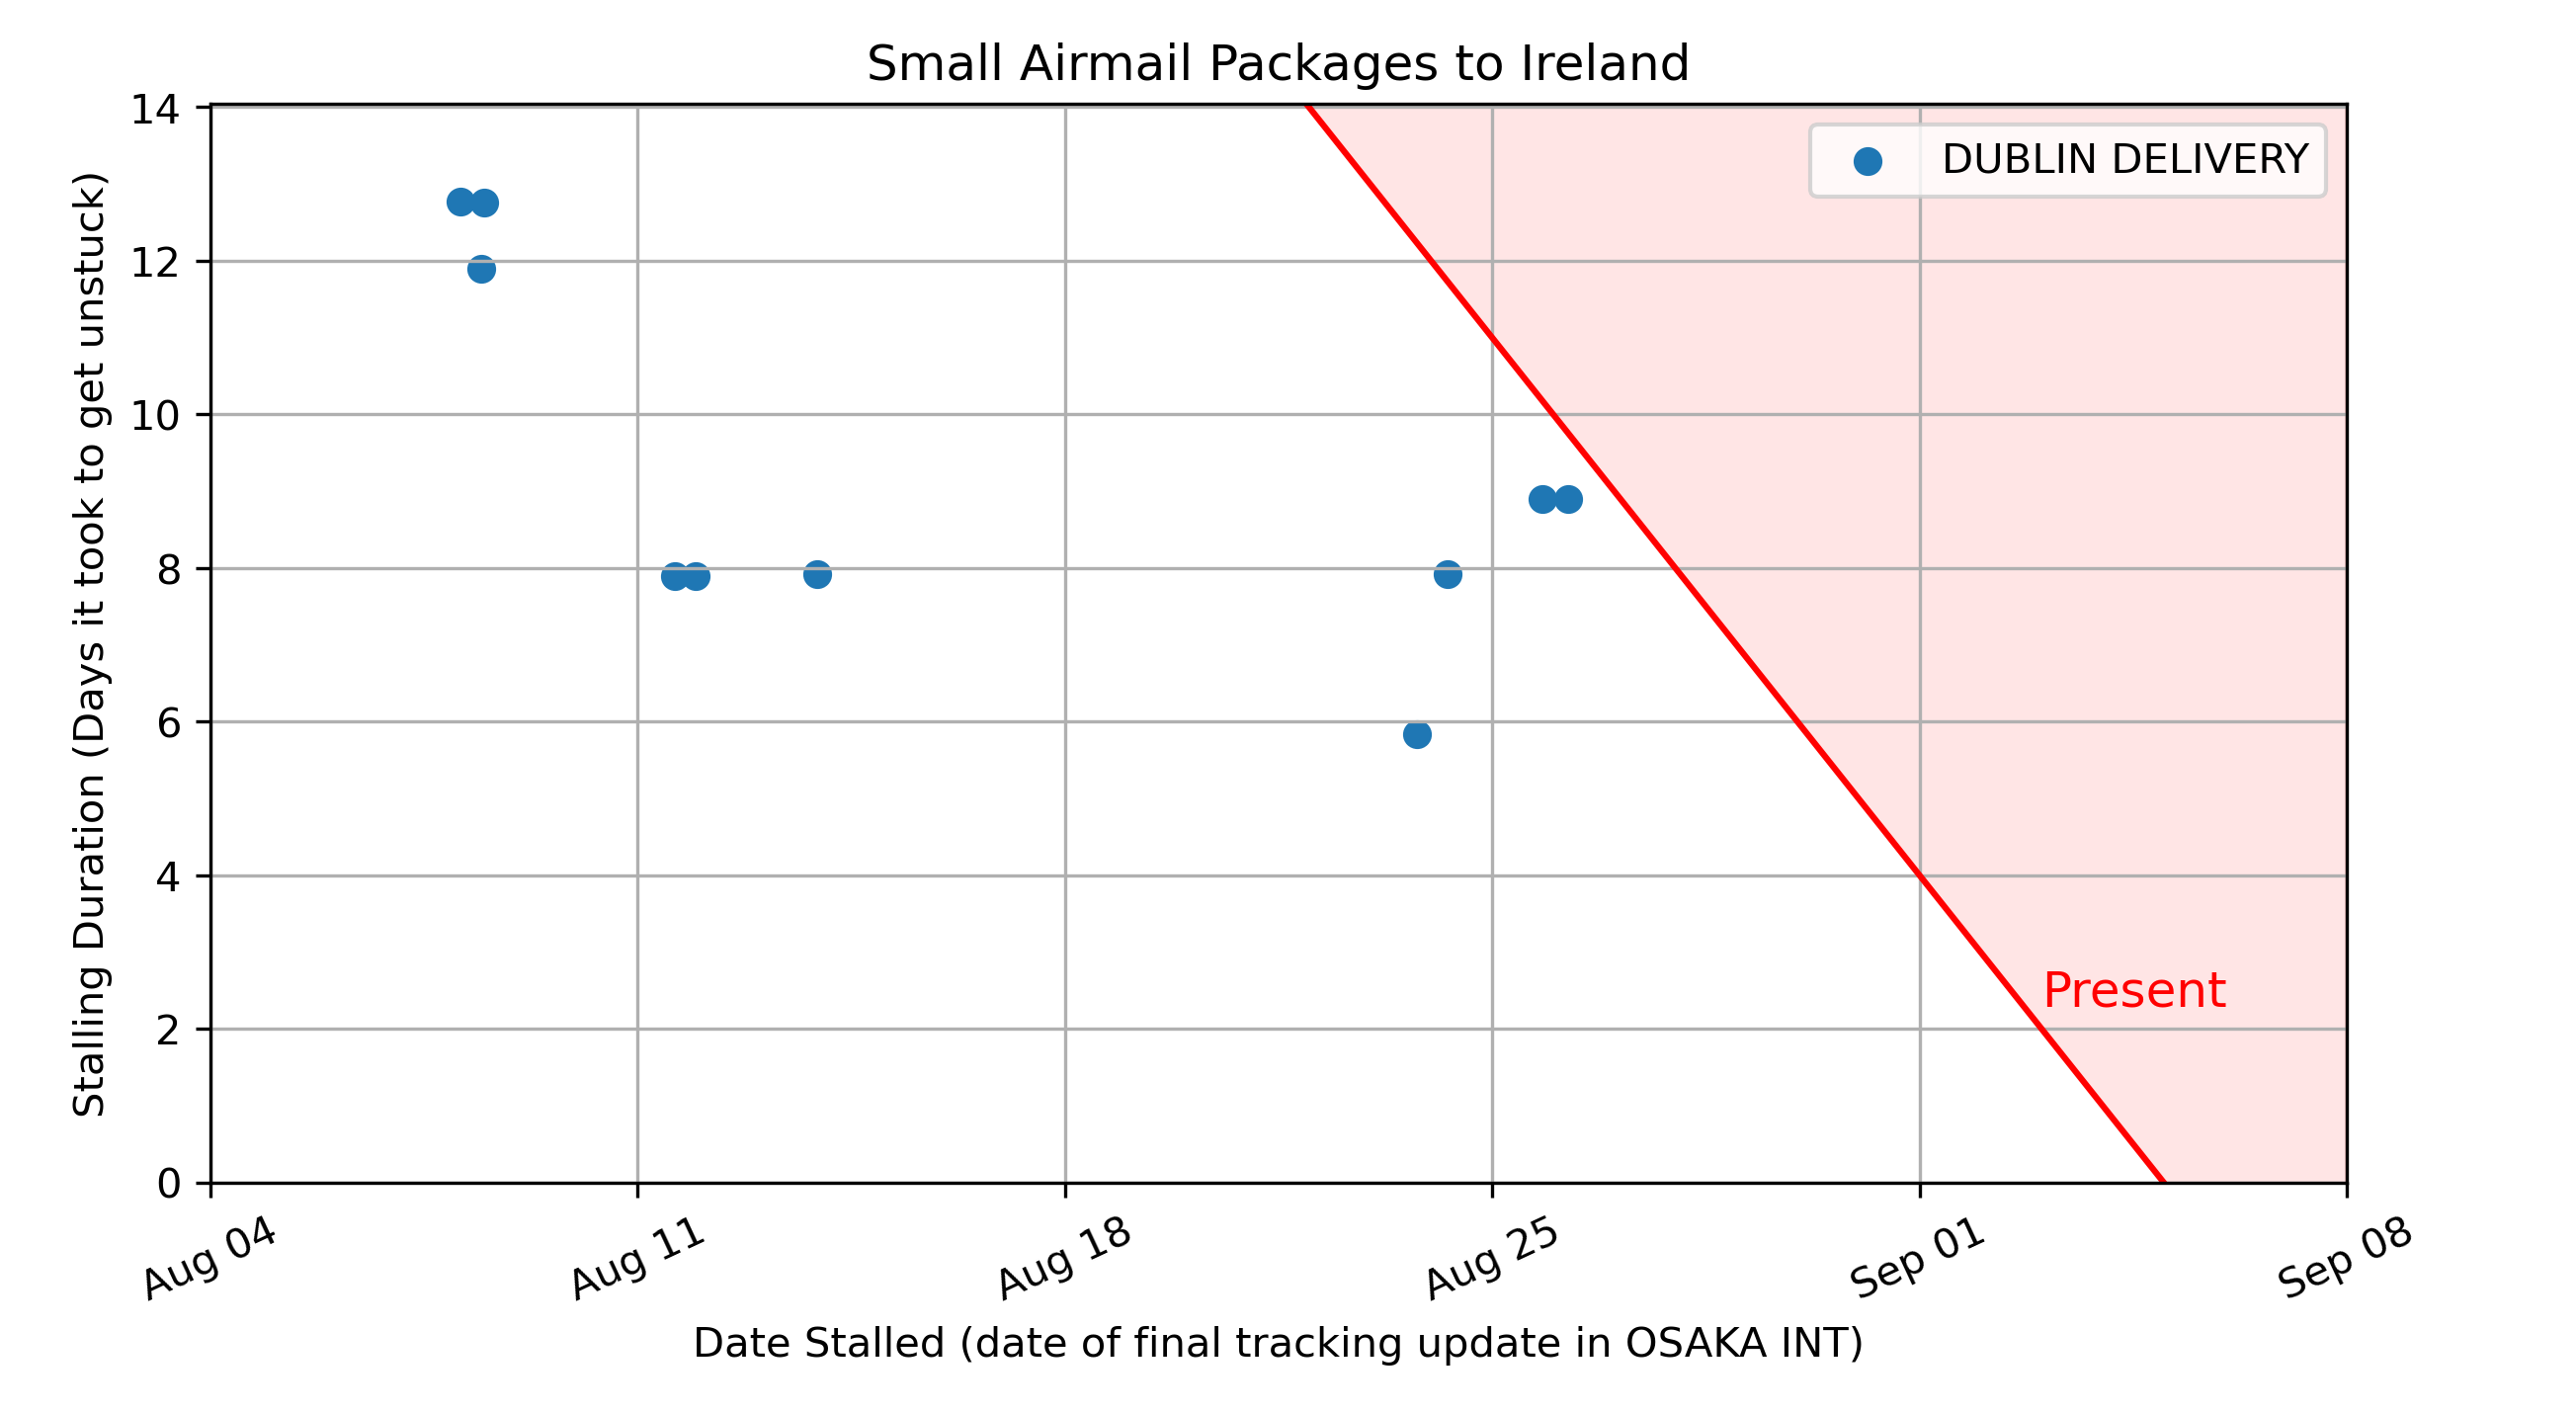 Small Airmail Packages to Ireland
DUBLIN DELIVERY
Stalling Duration (Days it took to get unstuck)
14
12
10
8
6
4
2
0
Present
Aug 04
Aug 11
Aug 18
Aug 25
Sep 01
Sep 08
Date Stalled (date of final tracking update in OSAKA INT)